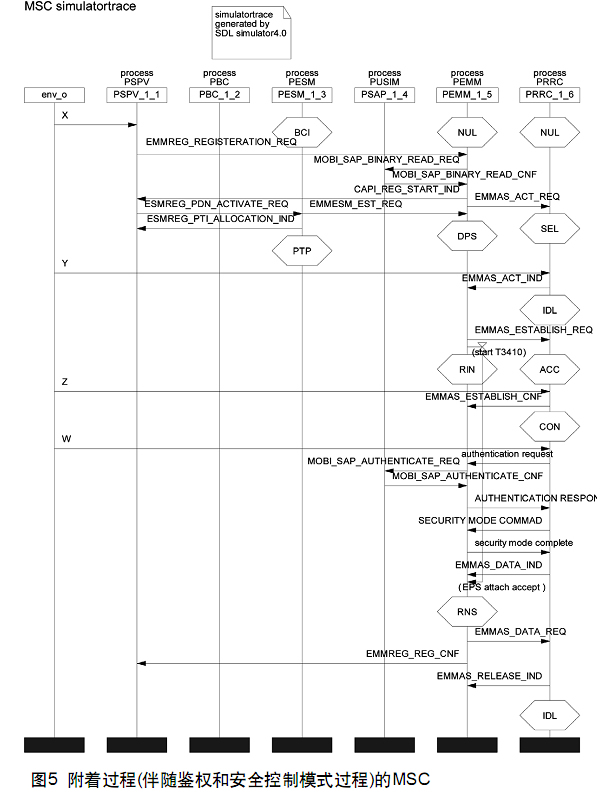 MSC simulatortrace
simulatortrace
generated by
SDL simulator4.0
process process process process process process
PSPV PBC PESM PUSIM PEMM PRRC
env_o PSPV_1_1 PBC_1_2 PESM_1_3 PSAP_1_4 PEMM_1_5 PRRC_1_6
X
BCI NUL NUL
EMMREG_REGISTERATION_REQ
MOBI_SAP_BINARY_READ_REQ
MOBI_SAP_BINARY_READ_CNF
CAPI_REG_START_IND
EMMAS_ACT_REQ
ESMREG_PDN_ACTIVATE_REQ EMMESM_EST_REQ
ESMREG_PTI_ALLOCATION_IND
SEL
DPS
PTP
Y
EMMAS_ACT_IND
IDL
EMMAS_ESTABLISH_REQ
(start T3410)
RIN ACC
Z
EMMAS_ESTABLISH_CNF
CON
W
authentication request
MOBI_SAP_AUTHENTICATE_REQ
MOBI_SAP_AUTHENTICATE_CNF
AUTHENTICATION RESPON
SECURITY MODE COMMAD
security mode complete
EMMAS_DATA_IND
(EPS attach accept )
RNS
EMMAS_DATA_REQ
EMMREG_REG_CNF
EMMAS_RELEASE_IND
IDL
图5 附着过程(伴随鉴权和安全控制模式过程)的MSC